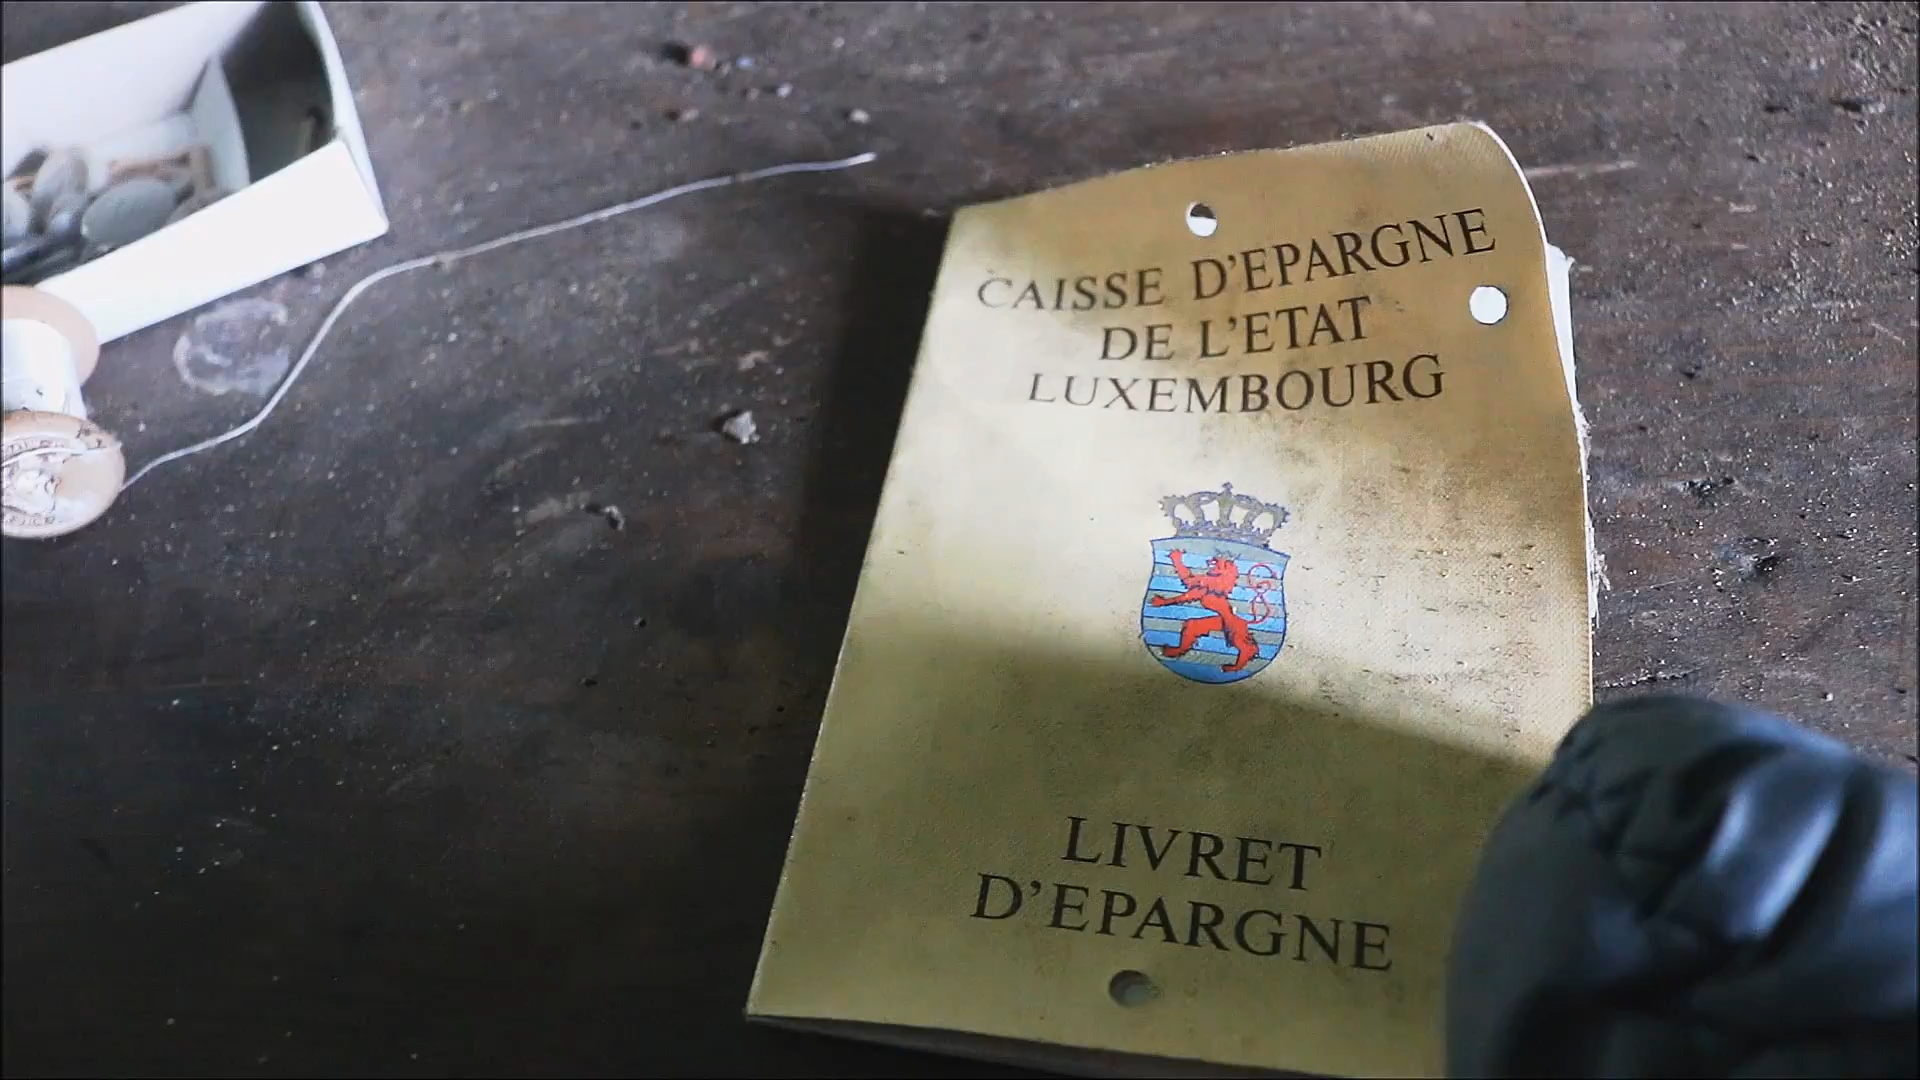 CAISSE D'EPARGNE
DE L'ETAT
LUXEMBOURG
LIVRET
D'EPARGNE